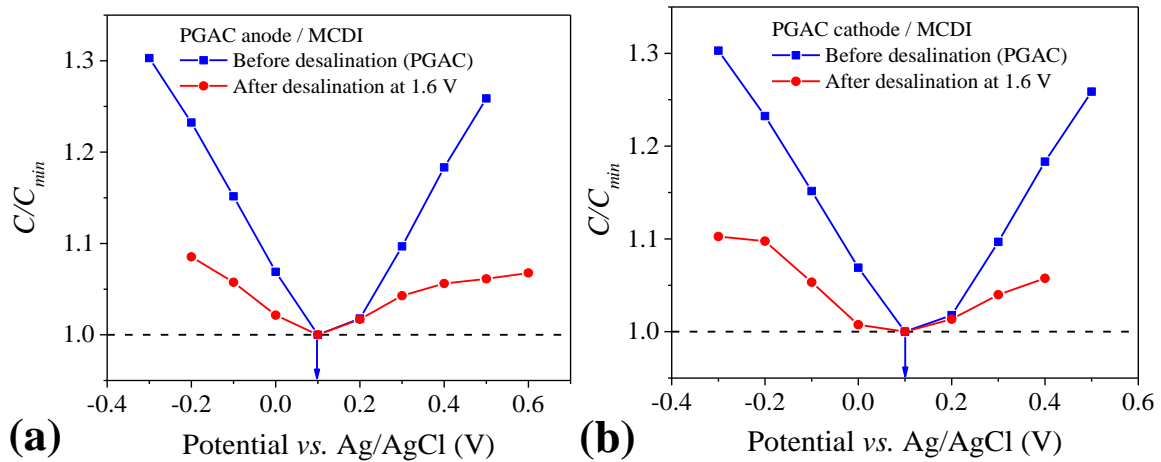 PGAC anode / MCDI
Before desalination (PGAC)
After desalination at 1.6 V
1.3
1.2
1.1
1.0
C/C_min
-0.4 -0.2 0.0 0.2 0.4 0.6
Potential vs. Ag/AgCl (V)
(a)
PGAC cathode / MCDI
Before desalination (PGAC)
After desalination at 1.6 V
1.3
1.2
1.1
1.0
C/C_min
-0.4 -0.2 0.0 0.2 0.4 0.6
Potential vs. Ag/AgCl (V)
(b)